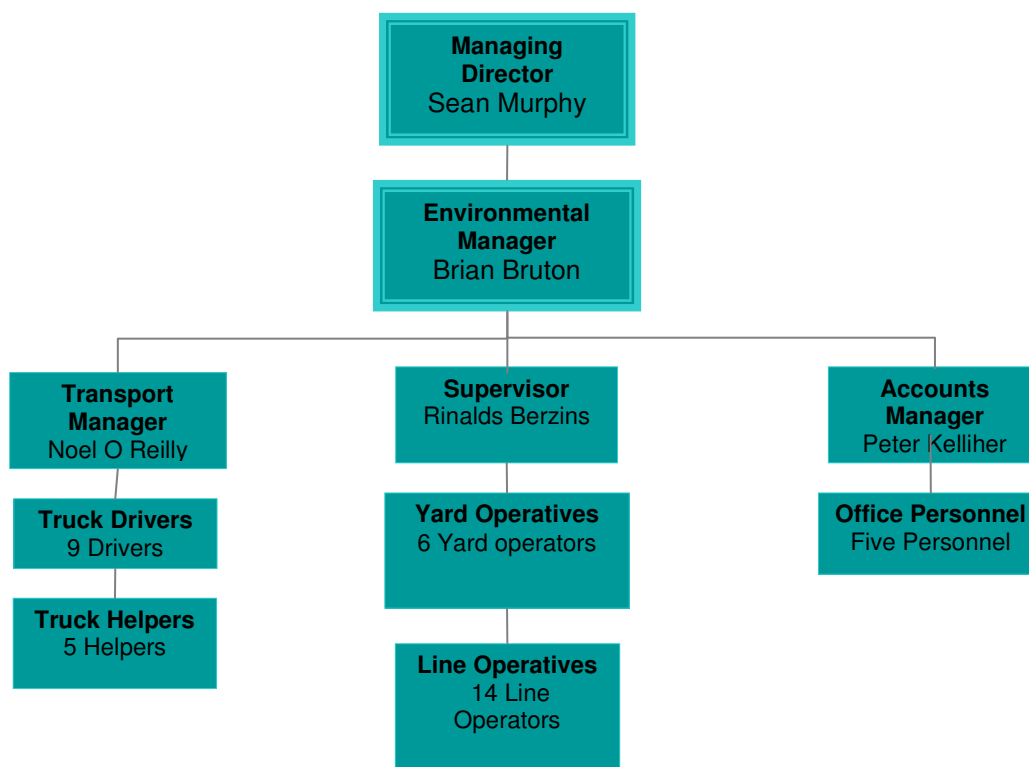 Managing
Director
Sean Murphy
Environmental
Manager
Brian Bruton
Transport
Manager
Noel O Reilly
Supervisor
Rinalds Berzins
Accounts
Manager
Peter Kelliher
Truck Drivers
9 Drivers
Yard Operatives
6 Yard operators
Office Personnel
Five Personnel
Truck Helpers
5 Helpers
Line Operatives
14 Line
Operators